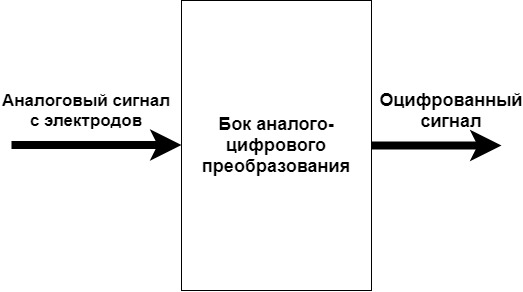 Аналоговый сигнал
с электродов
Бок аналого-
цифрового
преобразования
Оцифрованный
сигнал